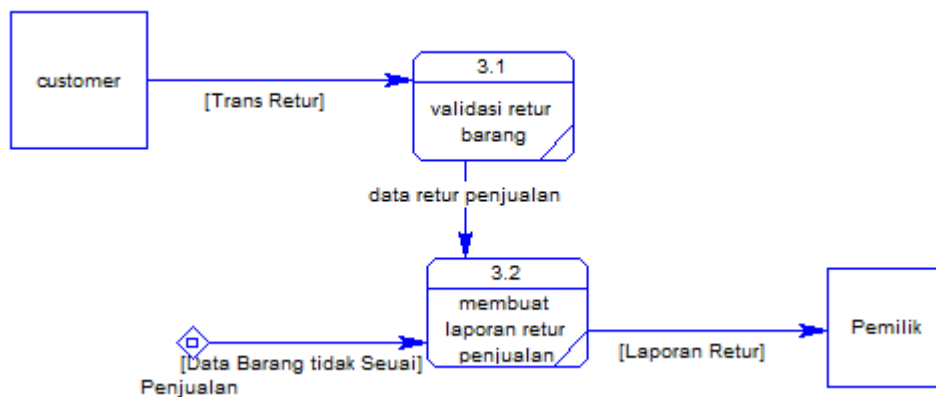 customer
[Trans Retur]
3.1
validasi retur
barang
data retur penjualan
3.2
membuat
laporan retur
penjualan
[Data Barang tidak Seuai]
Penjualan
[Laporan Retur]
Pemilik